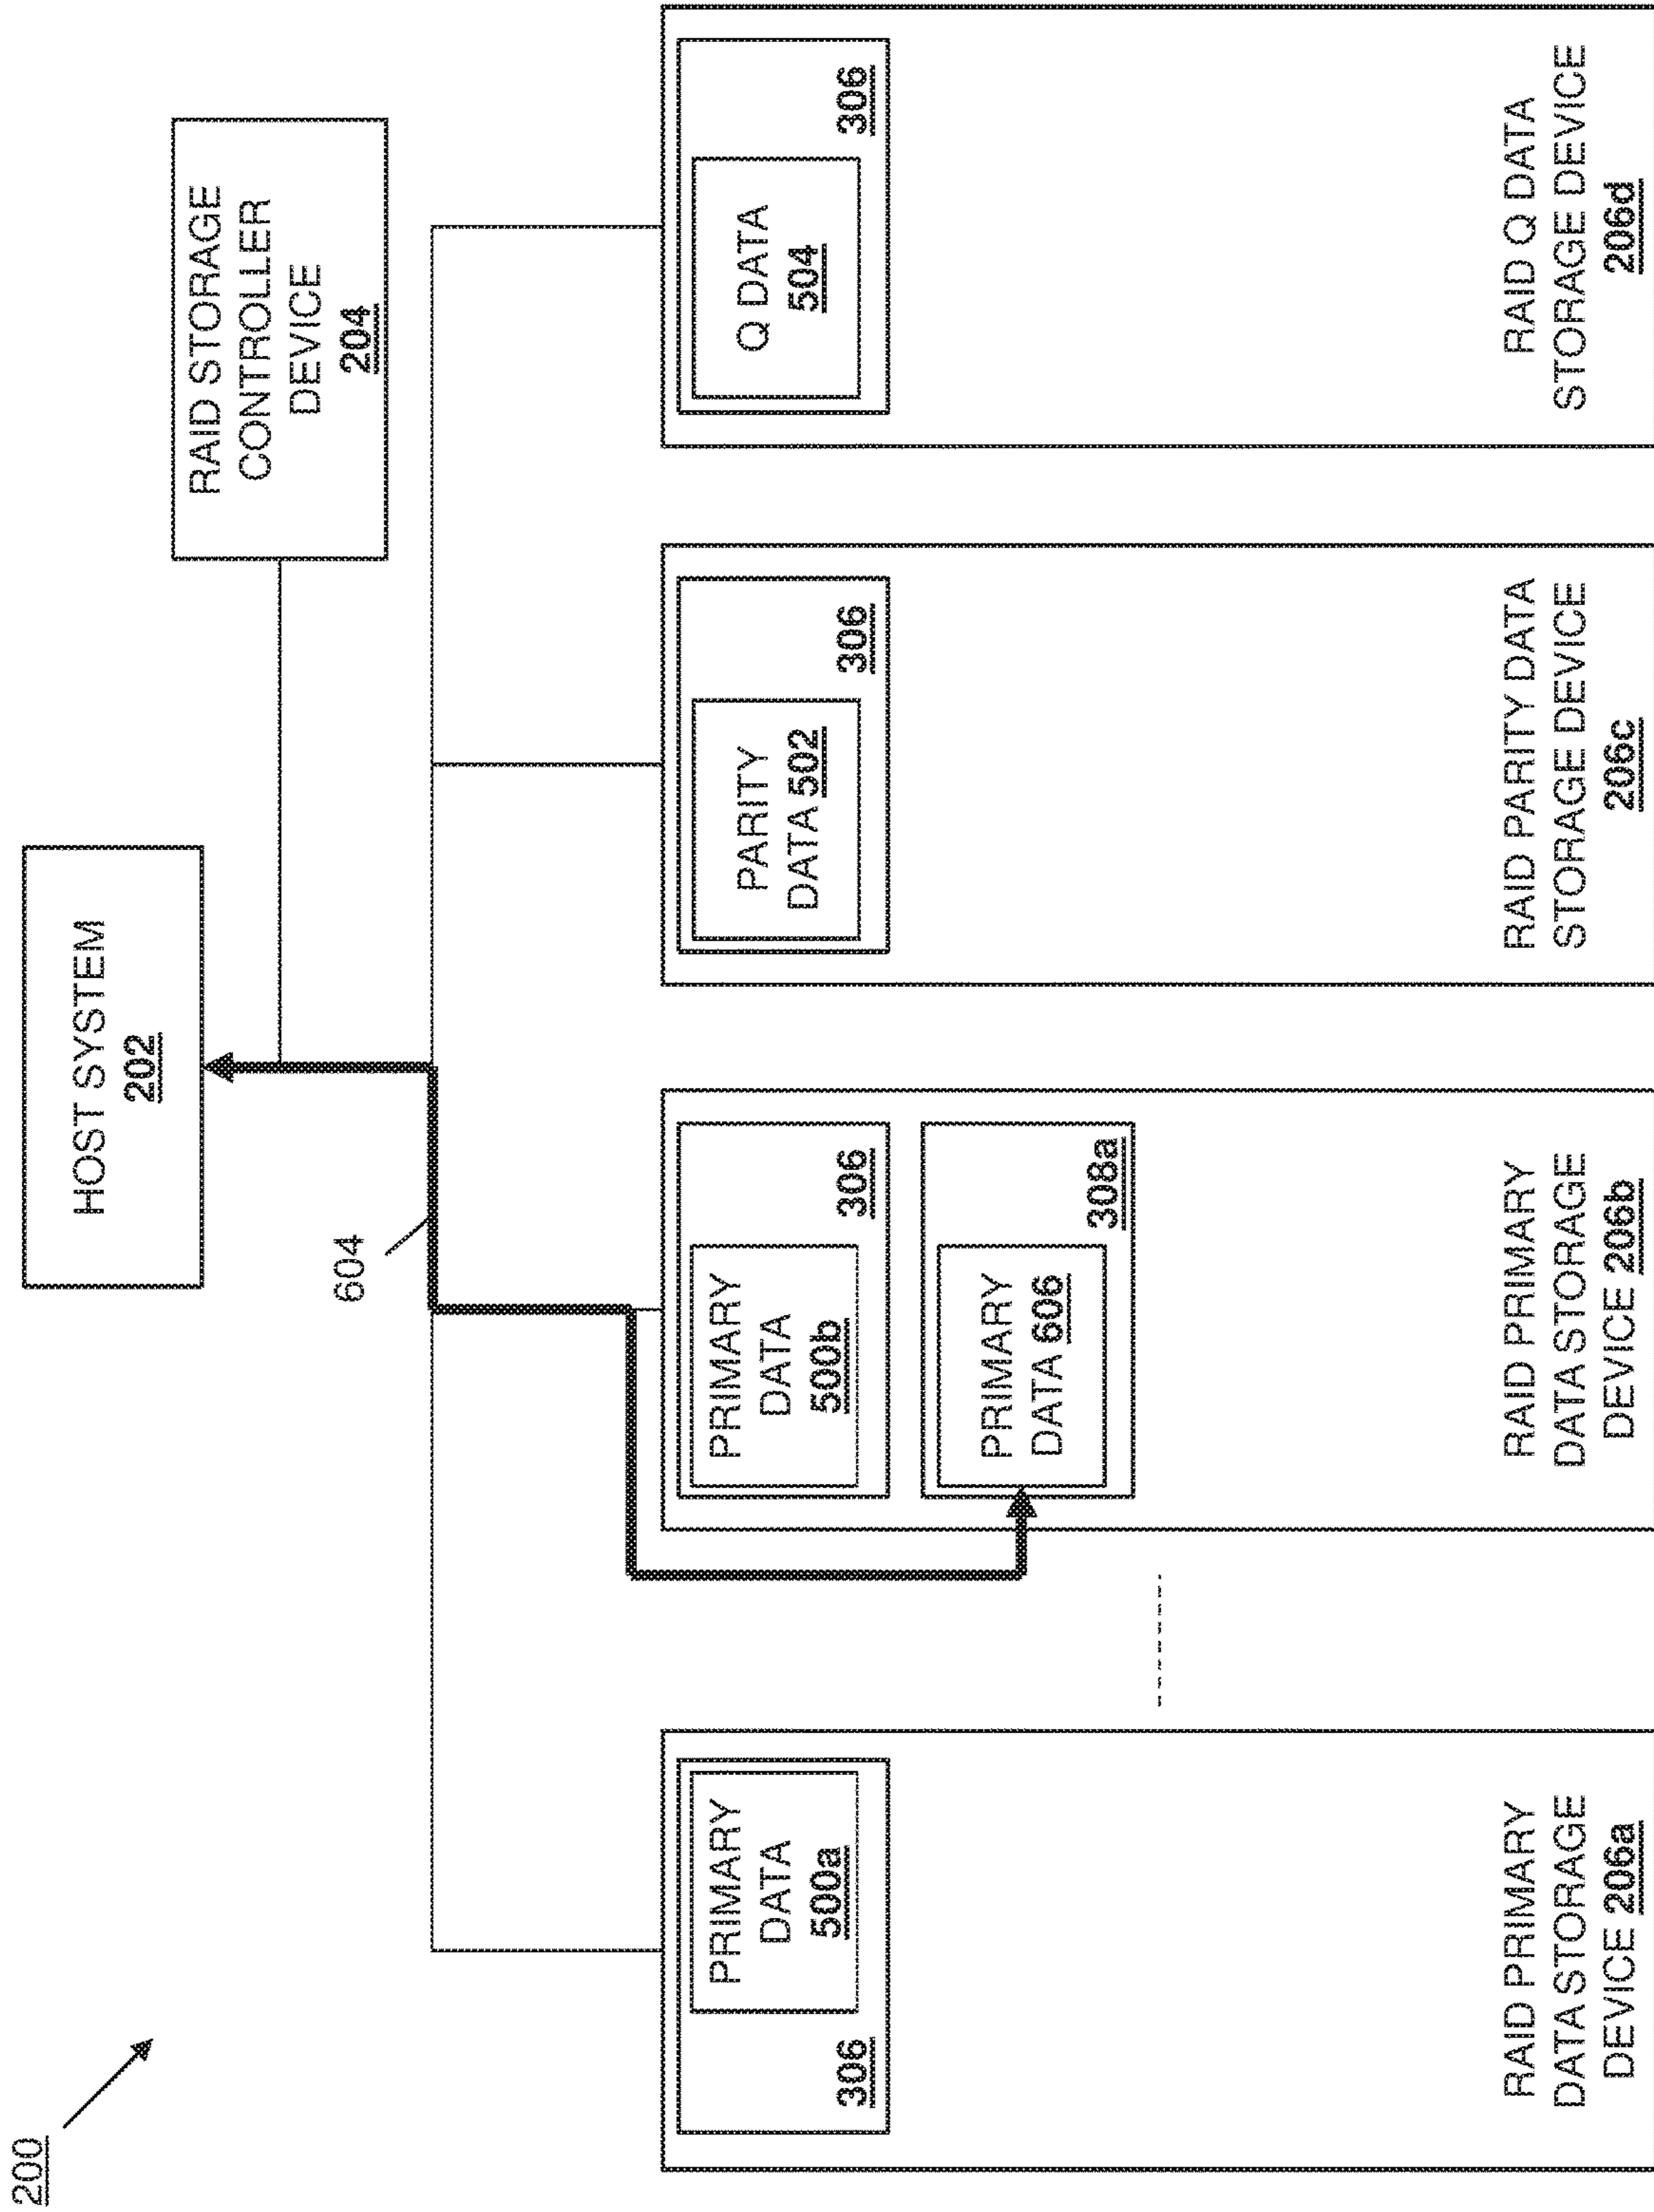 200
HOST SYSTEM
202
RAID STORAGE
CONTROLLER
DEVICE
204
604
PRIMARY
DATA
500a
306
RAID PRIMARY
DATA STORAGE
DEVICE 206a
PRIMARY
DATA
500b
306
PRIMARY
DATA 606
308a
RAID PRIMARY
DATA STORAGE
DEVICE 206b
PARITY
DATA 502
306
RAID PARITY DATA
STORAGE DEVICE
206c
Q DATA
504
306
RAID Q DATA
STORAGE DEVICE
206d